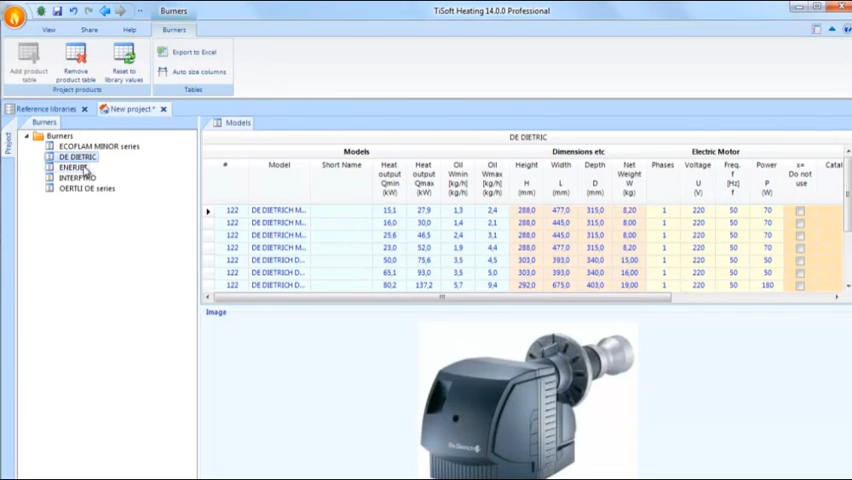 Burners
TiSoft Heating 14.0.0 Professional
View Share Help Burners
Add product table
Remove product table
Reset to library values
Export to Excel
Auto size columns
Project products
Tables
Reference libraries
New project *
Burners
Models
Project
Burners
ECOFLAM MINOR series
DE DIETRIC
ENERJET
OERTLI OE series
DE DIETRIC
Models Dimensions etc Electric Motor
# Model Short Name Heat output Qmin (kW) Heat output Qmax (kW) Oil Wmin [kg/h] Oil Wmax [kg/h] Height H (mm) Width L (mm) Depth D (mm) Net Weight W (kg) Phases Voltage U (V) Freq. f [Hz] f Power P (W) x= Do not use Catal
122 DE DIETRICH M... 15,1 27,9 1,3 2,4 288,0 477,0 315,0 8,20 1 220 50 70
122 DE DIETRICH M... 16,0 30,0 1,4 2,1 288,0 445,0 315,0 8,00 1 220 50 70
122 DE DIETRICH M... 25,6 46,5 2,4 3,1 288,0 445,0 315,0 8,00 1 220 50 70
122 DE DIETRICH M... 23,0 52,0 1,9 4,4 288,0 477,0 315,0 8,20 1 220 50 70
122 DE DIETRICH D... 50,0 75,6 3,5 4,5 303,0 393,0 340,0 15,00 1 220 50 50
122 DE DIETRICH D... 65,1 93,0 3,5 5,0 303,0 393,0 340,0 16,00 1 220 50 50
122 DE DIETRICH D... 80,2 137,2 5,7 9,4 292,0 675,0 403,0 19,00 1 220 50 180
Image
De Dietrich